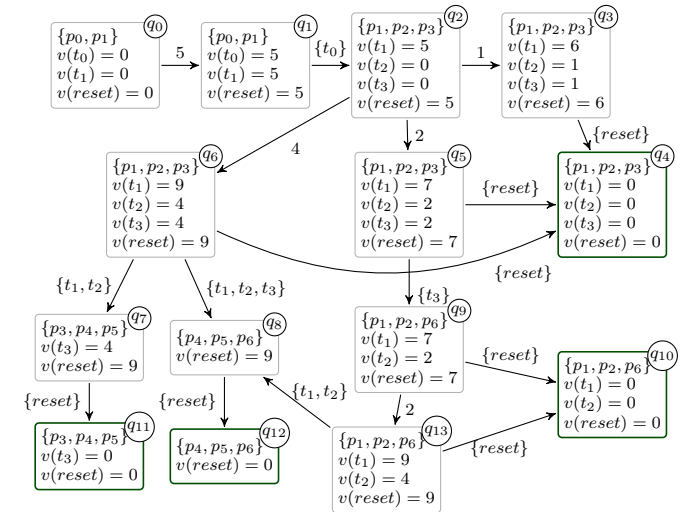 q0
{p0, p1}
v(t0) = 0
v(t1) = 0
v(reset) = 0
5
q1
{p0, p1}
v(t0) = 5
v(t1) = 5
v(reset) = 5
{t0}
q2
{p1, p2, p3}
v(t1) = 5
v(t2) = 0
v(t3) = 0
v(reset) = 5
1
q3
{p1, p2, p3}
v(t1) = 6
v(t2) = 1
v(t3) = 1
v(reset) = 6
4
2
{reset}
q6
{p1, p2, p3}
v(t1) = 9
v(t2) = 4
v(t3) = 4
v(reset) = 9
q5
{p1, p2, p3}
v(t1) = 7
v(t2) = 2
v(t3) = 2
v(reset) = 7
{reset}
q4
{p1, p2, p3}
v(t1) = 0
v(t2) = 0
v(t3) = 0
v(reset) = 0
{reset}
{t1, t2}
{t1, t2, t3}
{t3}
q7
{p3, p4, p5}
v(t3) = 4
v(reset) = 9
q8
{p4, p5, p6}
v(reset) = 9
q9
{p1, p2, p6}
v(t1) = 7
v(t2) = 2
v(reset) = 7
{reset}
q10
{p1, p2, p6}
v(t1) = 0
v(t2) = 0
v(reset) = 0
{reset}
{reset}
{t1, t2}
2
{reset}
q11
{p3, p4, p5}
v(t3) = 0
v(reset) = 0
q12
{p4, p5, p6}
v(reset) = 0
q13
{p1, p2, p6}
v(t1) = 9
v(t2) = 4
v(reset) = 9